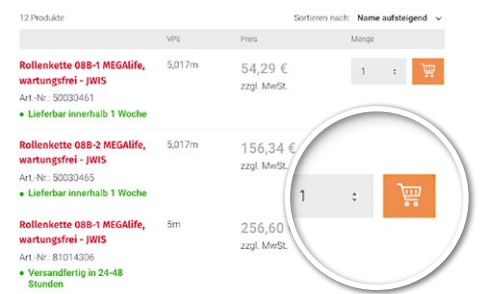 12 Produkte Sortieren nach: Name aufsteigend
VPE Preis Menge
Rollenkette 08B-1 MEGAlife, 5,017m 54,29 € 1
wartungsfrei - JWIS zzgl. MwSt.
Art.-Nr.: 50030461
• Lieferbar innerhalb 1 Woche
Rollenkette 08B-2 MEGAlife, 5,017m 156,34 €
wartungsfrei - JWIS zzgl. MwSt.
Art.-Nr.: 50030465
• Lieferbar innerhalb 1 Woche
1
Rollenkette 08B-1 MEGAlife, 5m 256,60
wartungsfrei - JWIS zzgl. MwSt.
Art.-Nr.: 81014306
• Versandfertig in 24-48
Stunden